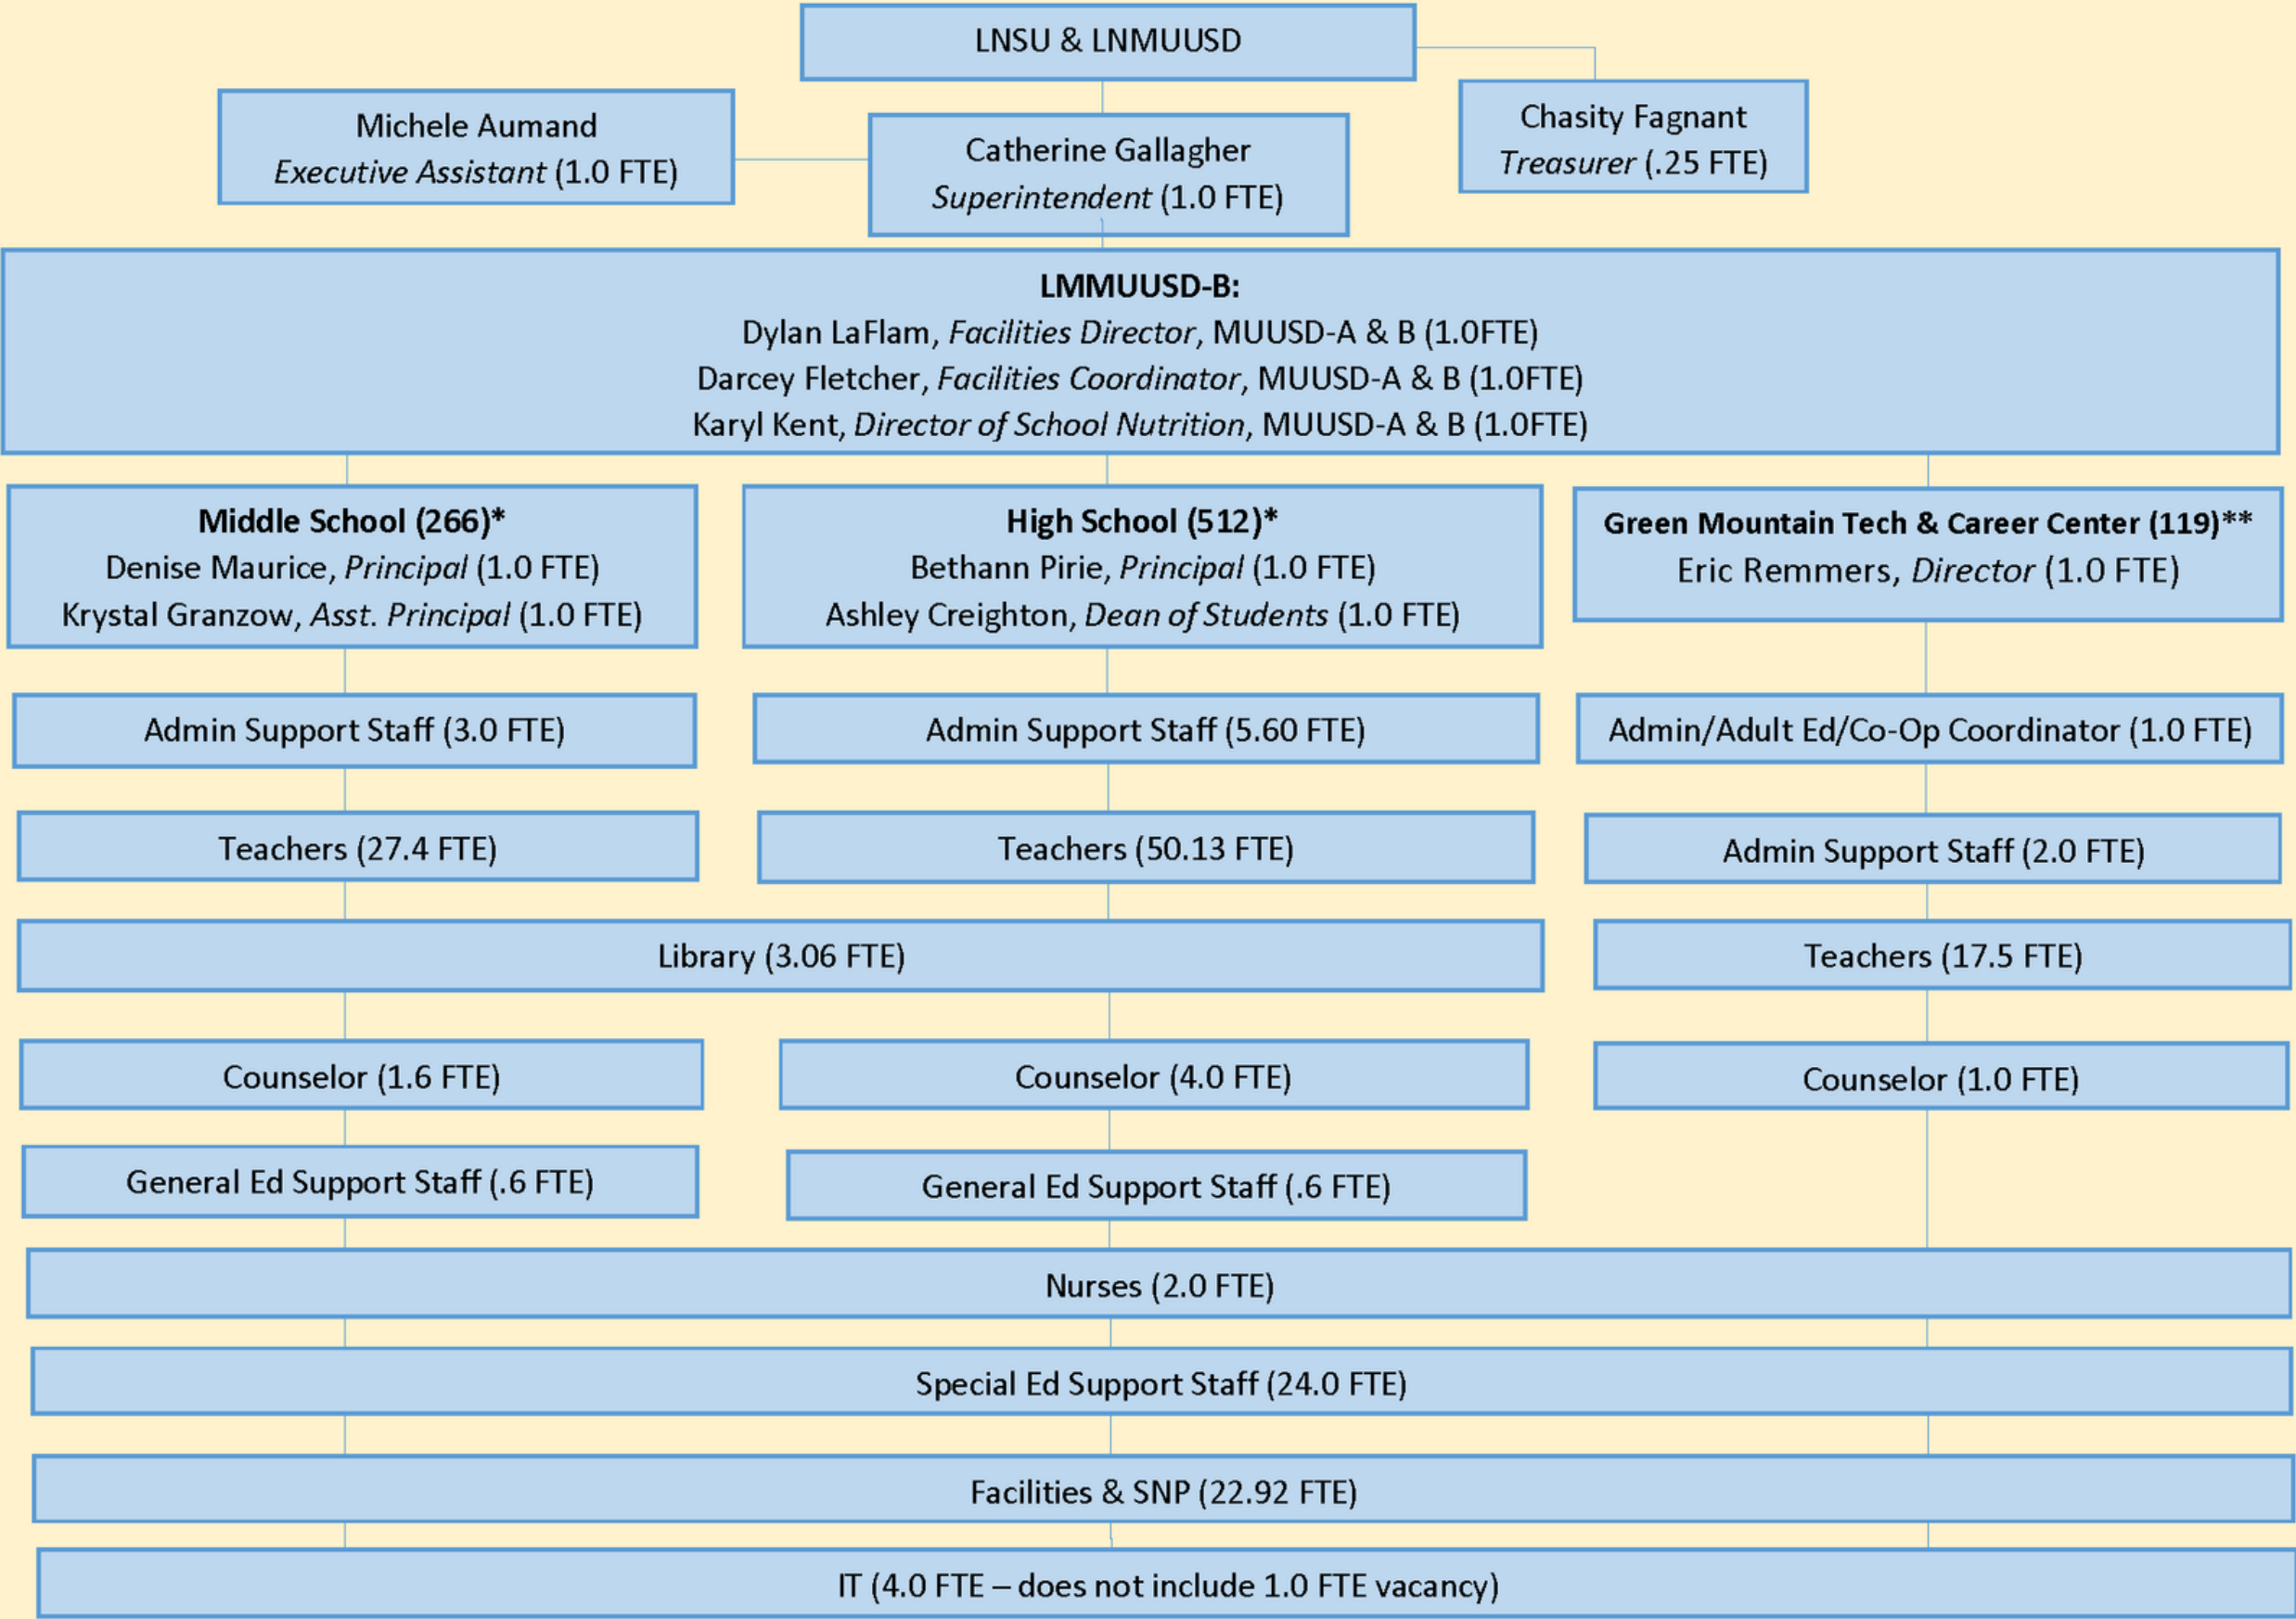 LNSU & LNMUUSD
Michele Aumand
Executive Assistant (1.0 FTE)
Catherine Gallagher
Superintendent (1.0 FTE)
Chasity Fagnant
Treasurer (.25 FTE)
LMMUUSD-B:
Dylan LaFlam, Facilities Director, MUUSD-A & B (1.0FTE)
Darcey Fletcher, Facilities Coordinator, MUUSD-A & B (1.0FTE)
Karyl Kent, Director of School Nutrition, MUUSD-A & B (1.0FTE)
Middle School (266)*
Denise Maurice, Principal (1.0 FTE)
Krystal Granzow, Asst. Principal (1.0 FTE)
High School (512)*
Bethann Pirie, Principal (1.0 FTE)
Ashley Creighton, Dean of Students (1.0 FTE)
Green Mountain Tech & Career Center (119)**
Eric Remmers, Director (1.0 FTE)
Admin Support Staff (3.0 FTE)
Admin Support Staff (5.60 FTE)
Admin/Adult Ed/Co-Op Coordinator (1.0 FTE)
Teachers (27.4 FTE)
Teachers (50.13 FTE)
Admin Support Staff (2.0 FTE)
Library (3.06 FTE)
Teachers (17.5 FTE)
Counselor (1.6 FTE)
Counselor (4.0 FTE)
Counselor (1.0 FTE)
General Ed Support Staff (.6 FTE)
General Ed Support Staff (.6 FTE)
Nurses (2.0 FTE)
Special Ed Support Staff (24.0 FTE)
Facilities & SNP (22.92 FTE)
IT (4.0 FTE – does not include 1.0 FTE vacancy)